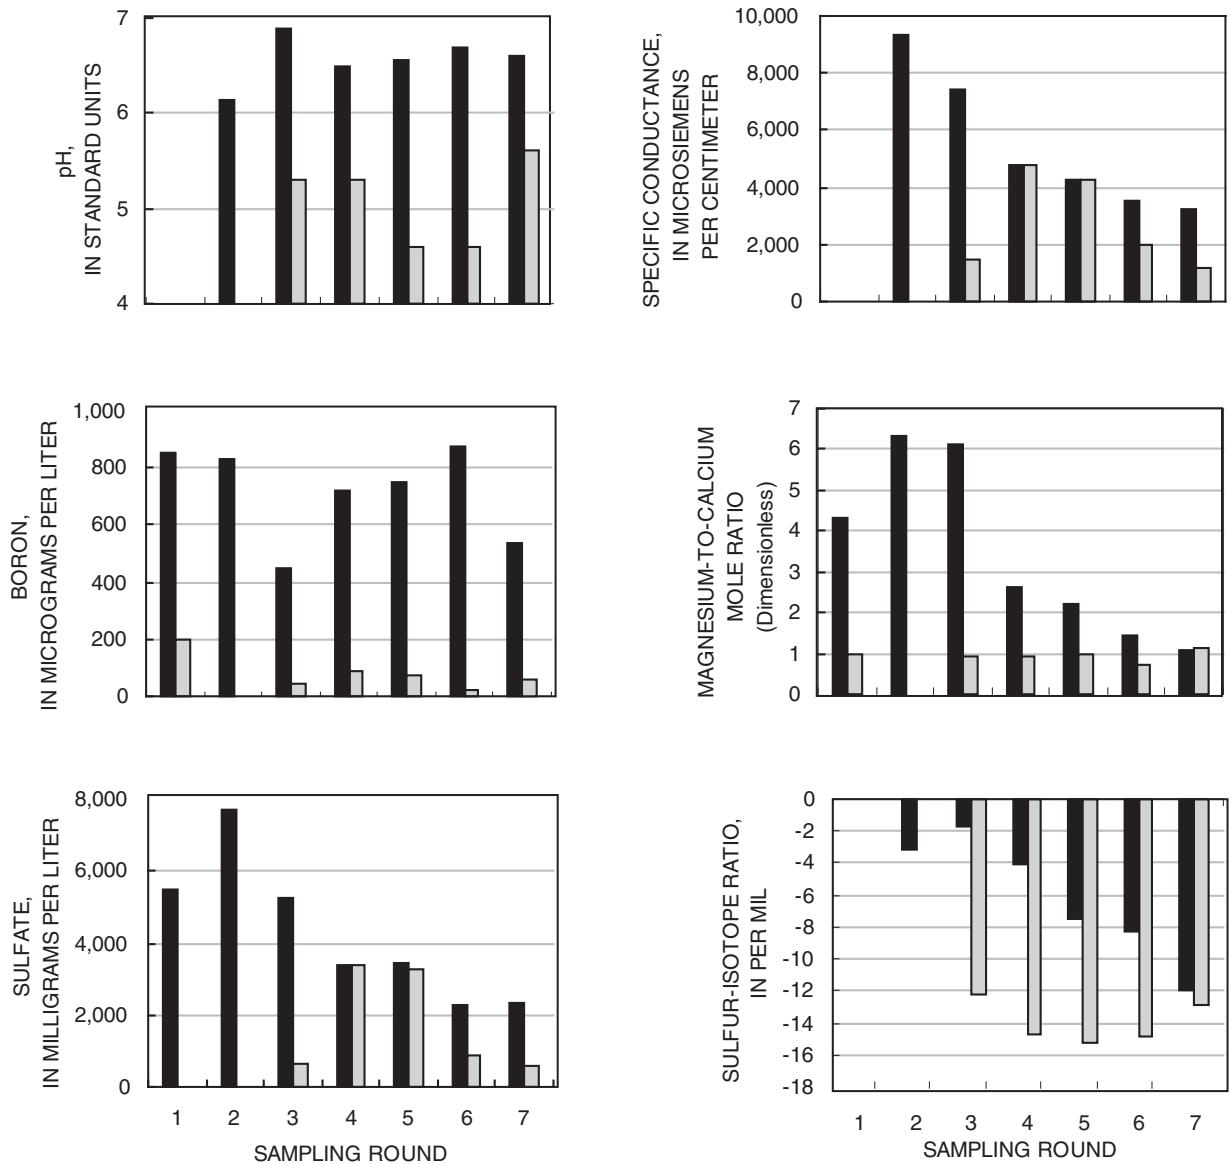 pH,
IN STANDARD UNITS
7
6
5
4
SPECIFIC CONDUCTANCE,
IN MICROSIEMENS
PER CENTIMETER
10,000
8,000
6,000
4,000
2,000
0
BORON,
IN MICROGRAMS PER LITER
1,000
800
600
400
200
0
MAGNESIUM-TO-CALCIUM
MOLE RATIO
(Dimensionless)
7
6
5
4
3
2
1
0
SULFATE,
IN MILLIGRAMS PER LITER
8,000
6,000
4,000
2,000
0
1 2 3 4 5 6 7
SAMPLING ROUND
SULFUR-ISOTOPE RATIO,
IN PER MIL
0
-2
-4
-6
-8
-10
-12
-14
-16
-18
1 2 3 4 5 6 7
SAMPLING ROUND